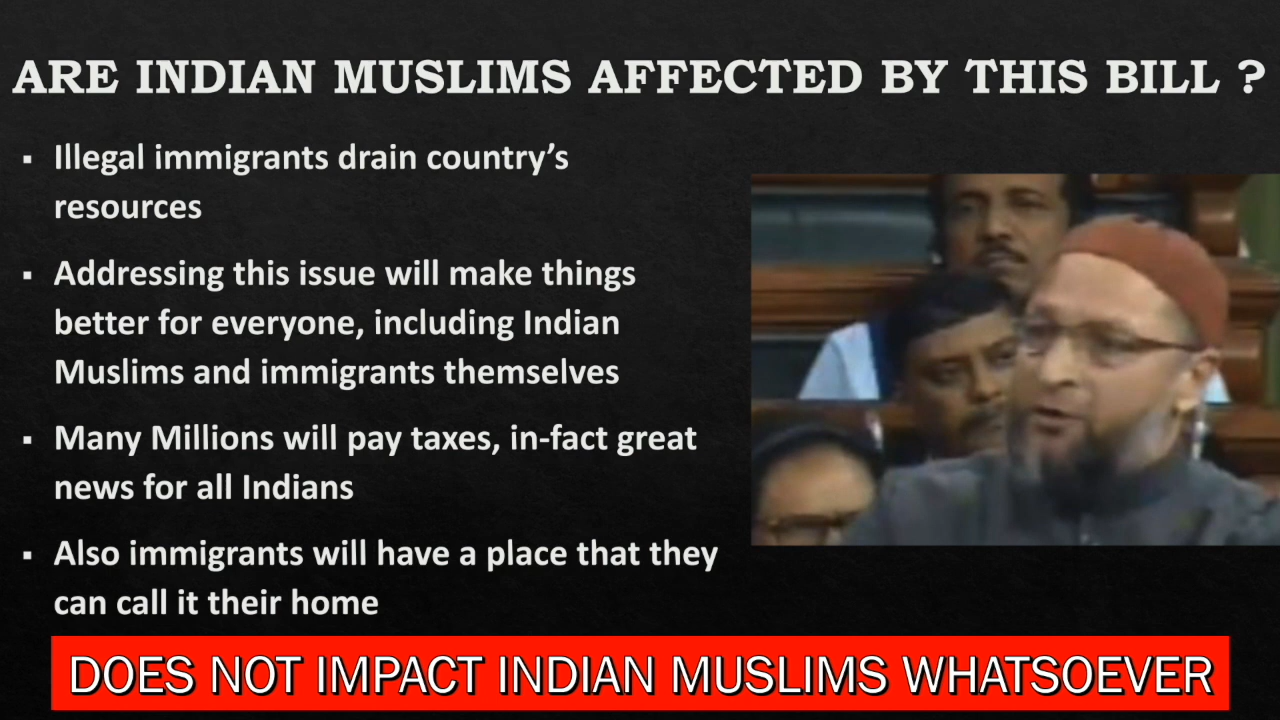 ARE INDIAN MUSLIMS AFFECTED BY THIS BILL ?
▪ Illegal immigrants drain country’s
resources
▪ Addressing this issue will make things
better for everyone, including Indian
Muslims and immigrants themselves
▪ Many Millions will pay taxes, in-fact great
news for all Indians
▪ Also immigrants will have a place that they
can call it their home
DOES NOT IMPACT INDIAN MUSLIMS WHATSOEVER